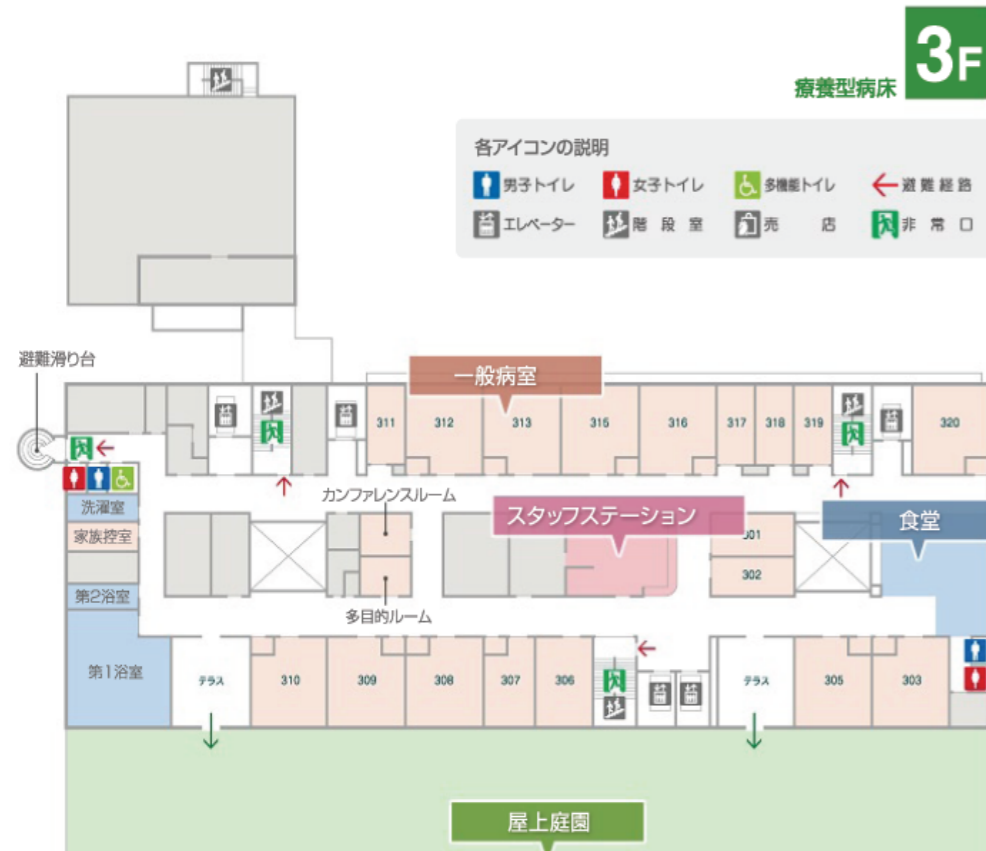 3F
療養型病床
各アイコンの説明
男子トイレ 女子トイレ 多機能トイレ 避難経路
エレベーター 階段室 売店 非常口
避難滑り台
一般病室
311 312 313 315 316 317 318 319 320
カンファレンスルーム
スタッフステーション
食堂
洗濯室
家族控室
301
302
第2浴室
多目的ルーム
第1浴室
テラス 310 309 308 307 306 テラス 305 303
屋上庭園